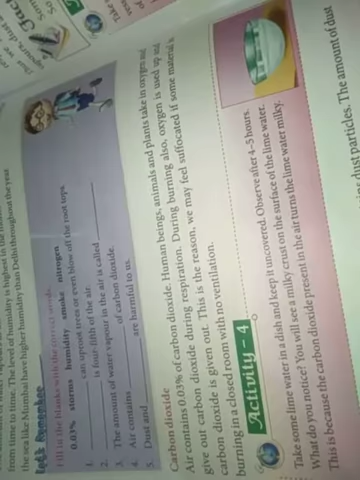 from time to time. The level of humidity is highest in the
the sea like Mumbai have higher humidity than Delhi throughout the year.
Let's Remember
Fill in the blanks with the correct words.
0.03% storms humidity smoke nitrogen
1. can uproot trees or even blow off the roof tops.
2. is four-fifth of the air.
3. The amount of water vapour in the air is called
4. Air contains of carbon dioxide.
5. Dust and are harmful to us.
Carbon dioxide
Air contains 0.03% of carbon dioxide. Human beings, animals and plants take in oxygen and
give out carbon dioxide during respiration. During burning also, oxygen is used up and
carbon dioxide is given out. This is the reason, we may feel suffocated if some material is
burning in a closed room with no ventilation.
Activity - 4
Take some lime water in a dish and keep it uncovered. Observe after 4-5 hours.
What do you notice? You will see a milky crust on the surface of the lime water.
This is because the carbon dioxide present in the air turns the lime water milky.
dust particles. The amount of dust